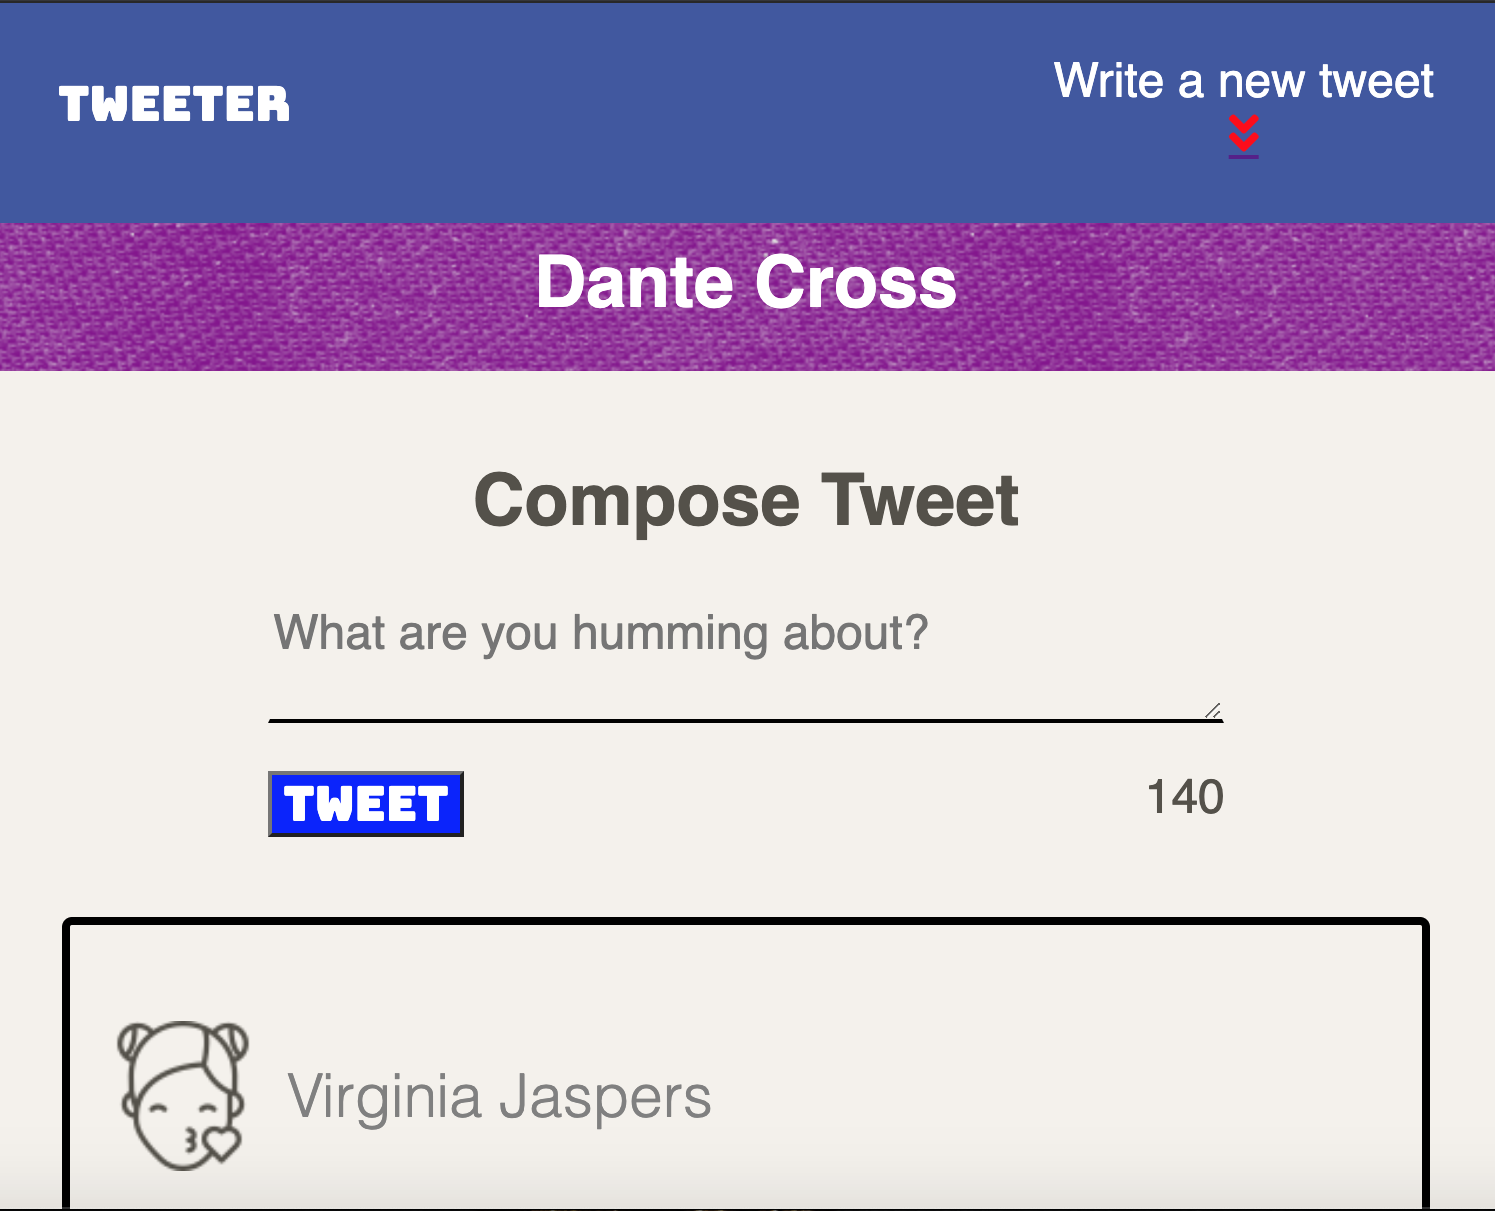 TWEETER
Write a new tweet
Dante Cross
Compose Tweet
What are you humming about?
TWEET
140
Virginia Jaspers